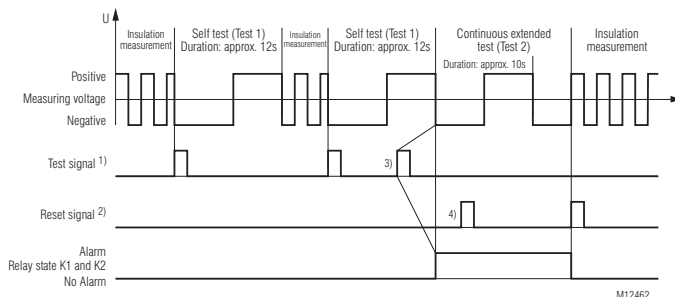 U
Insulation
measurement
Self test (Test 1)
Duration: approx. 12s
Insulation
measurement
Self test (Test 1)
Duration: approx. 12s
Continuous extended
test (Test 2)
Duration: approx. 10s
Insulation
measurement
Positive
Measuring voltage
Negative
Test signal 1)
3)
Reset signal 2)
4)
Alarm
Relay state K1 and K2
No Alarm
M12462